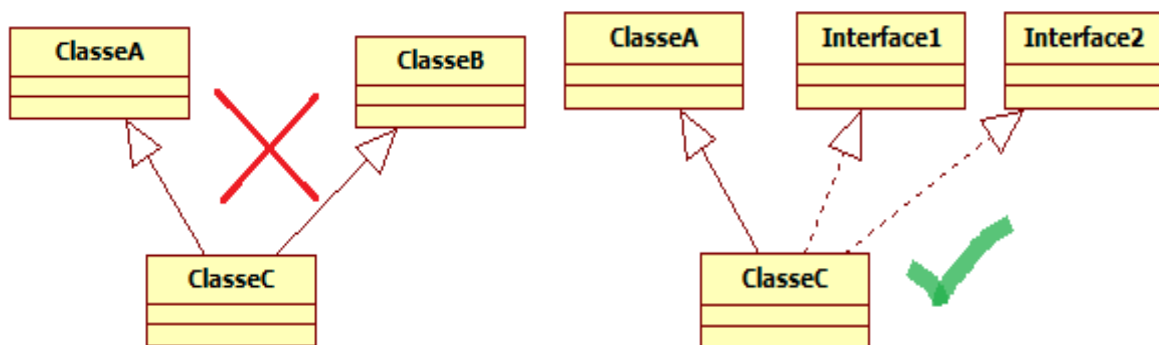 ClasseA
ClasseB
ClasseC
ClasseA
Interface1
Interface2
ClasseC